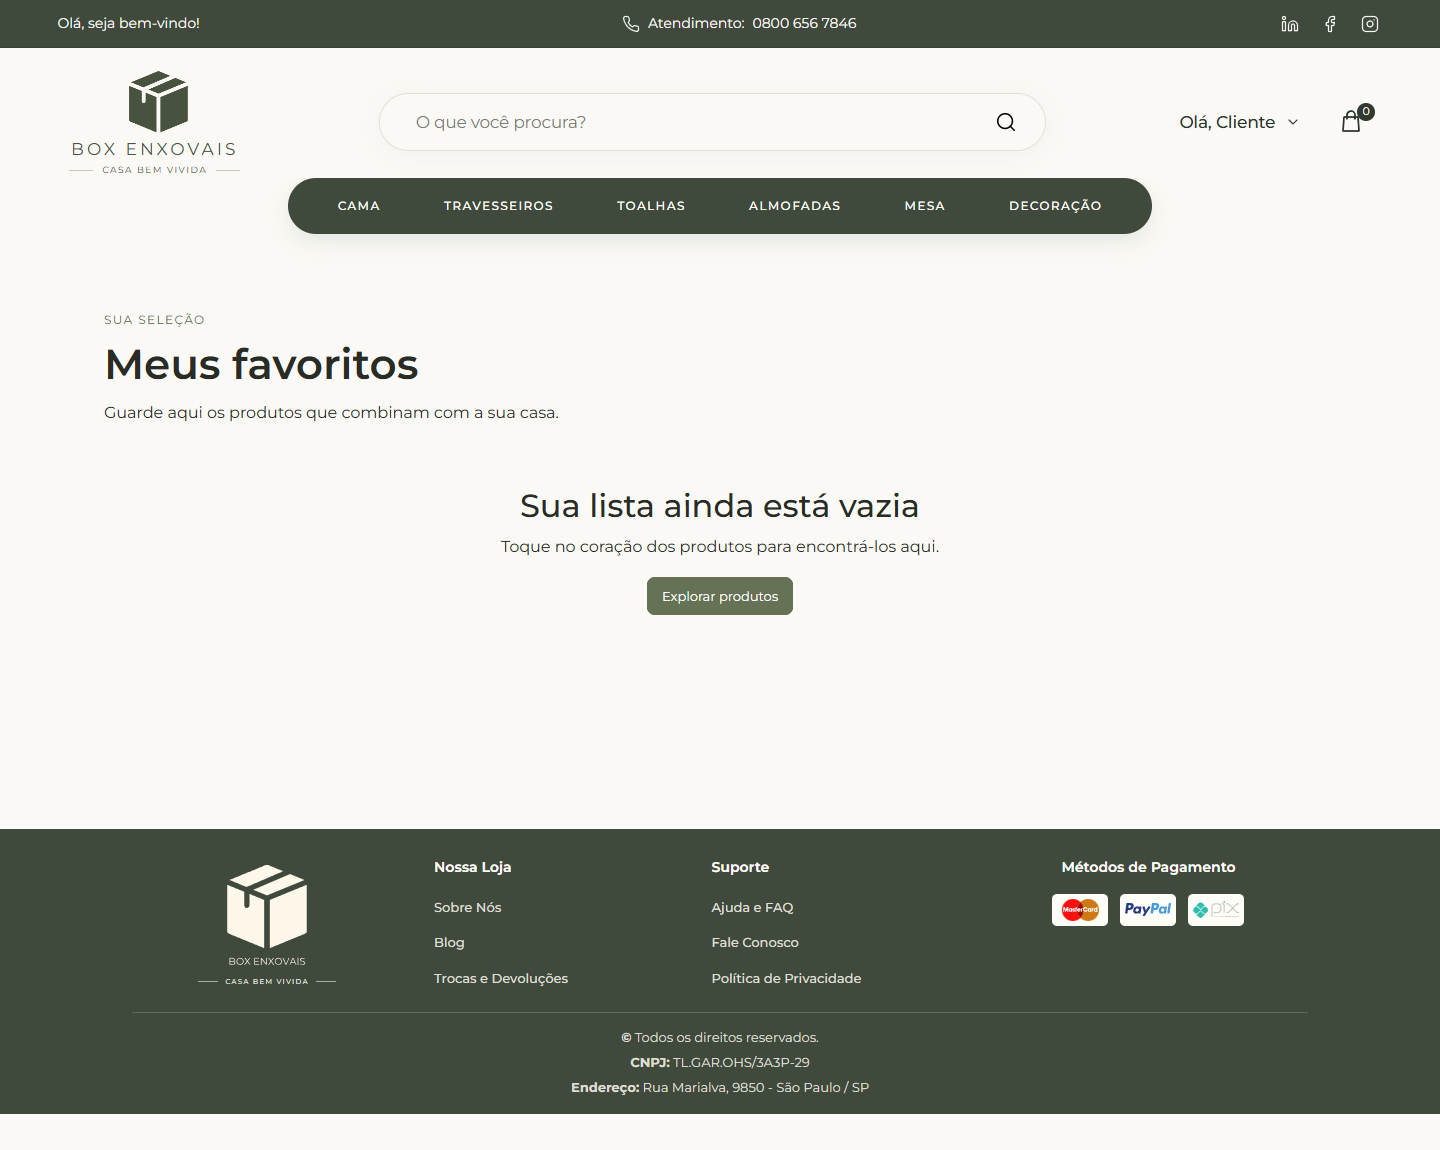 Olá, seja bem-vindo!
Atendimento: 0800 656 7846
BOX ENXOVAIS
CASA BEM VIVIDA
O que você procura?
Olá, Cliente
0
CAMA TRAVESSEIROS TOALHAS ALMOFADAS MESA DECORAÇÃO
SUA SELEÇÃO
Meus favoritos
Guarde aqui os produtos que combinam com a sua casa.
Sua lista ainda está vazia
Toque no coração dos produtos para encontrá-los aqui.
Explorar produtos
BOX ENXOVAIS
CASA BEM VIVIDA
Nossa Loja
Sobre Nós
Blog
Trocas e Devoluções
Suporte
Ajuda e FAQ
Fale Conosco
Política de Privacidade
Métodos de Pagamento
MasterCard PayPal pix
© Todos os direitos reservados.
CNPJ: TL.GAR.OHS/3A3P-29
Endereço: Rua Marialva, 9850 - São Paulo / SP